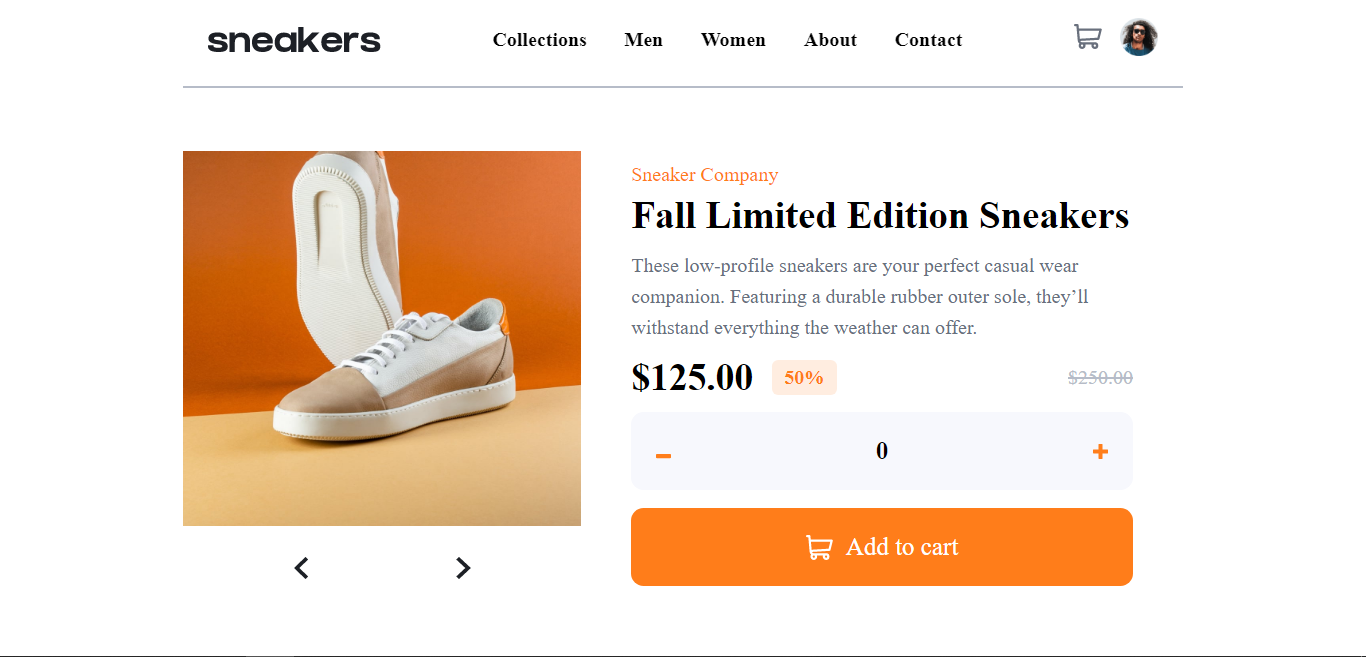 sneakers
Collections Men Women About Contact
Sneaker Company
Fall Limited Edition Sneakers
These low-profile sneakers are your perfect casual wear
companion. Featuring a durable rubber outer sole, they’ll
withstand everything the weather can offer.
$125.00 50% $250.00
0
Add to cart